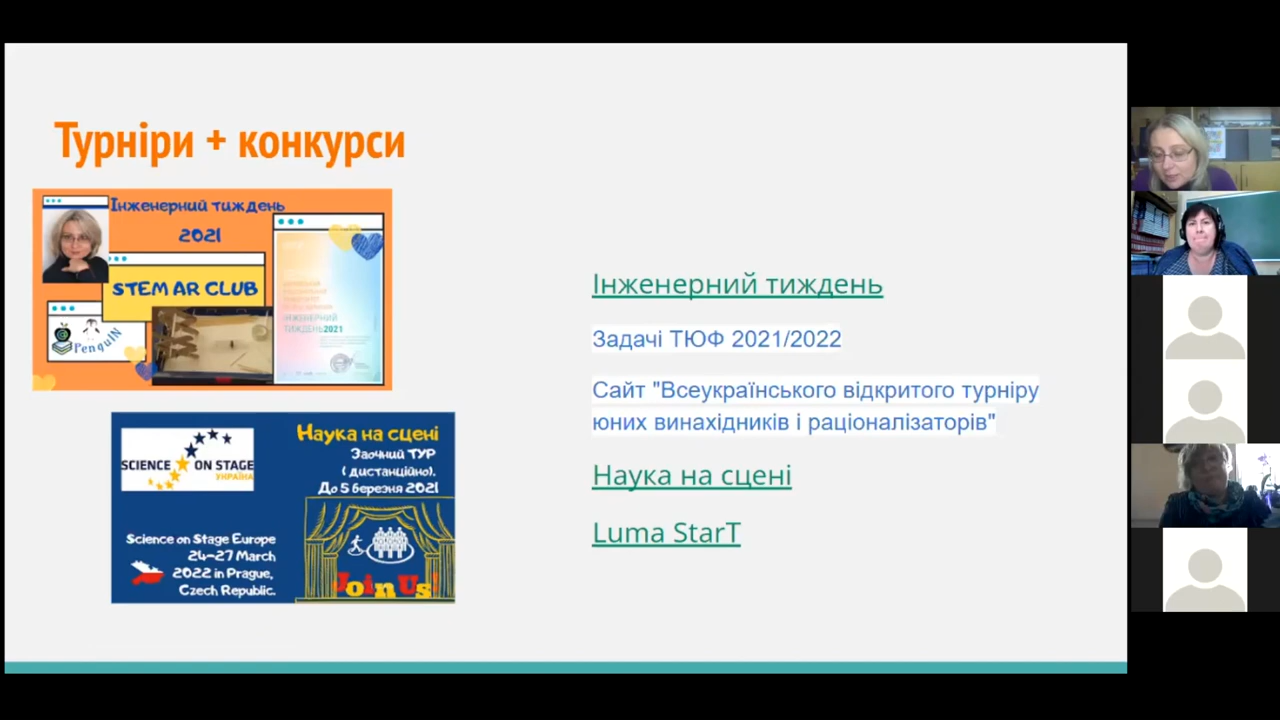 Турніри + конкурси
Інженерний тиждень
2021
STEM AR CLUB
PenguIN
ІНЖЕНЕРНИЙ
ТИЖДЕНЬ2021
SCIENCE ON STAGE
УКРАЇНА
Наука на сцені
Заочний ТУР
( дистанційно).
До 5 березня 2021
Science on Stage Europe
24–27 March
2022 in Prague,
Czech Republic.
Join Us!
Інженерний тиждень
Задачі ТЮФ 2021/2022
Сайт "Всеукраїнського відкритого турніру
юних винахідників і раціоналізаторів"
Наука на сцені
Luma StarT